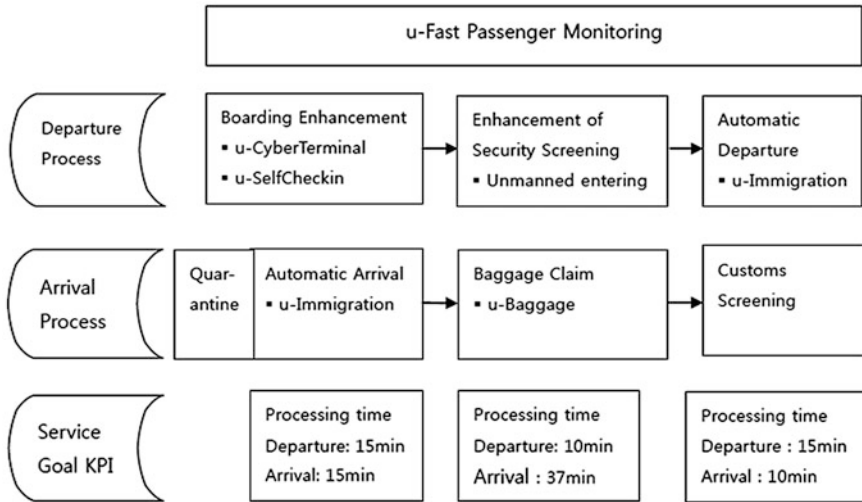 u-Fast Passenger Monitoring
Departure
Process
Boarding Enhancement
▪ u-CyberTerminal
▪ u-SelfCheckin
Enhancement of
Security Screening
▪ Unmanned entering
Automatic
Departure
▪ u-Immigration
Arrival
Process
Quar-
antine
Automatic Arrival
▪ u-Immigration
Baggage Claim
▪ u-Baggage
Customs
Screening
Service
Goal KPI
Processing time
Departure: 15min
Arrival: 15min
Processing time
Departure: 10min
Arrival : 37min
Processing time
Departure : 15min
Arrival : 10min